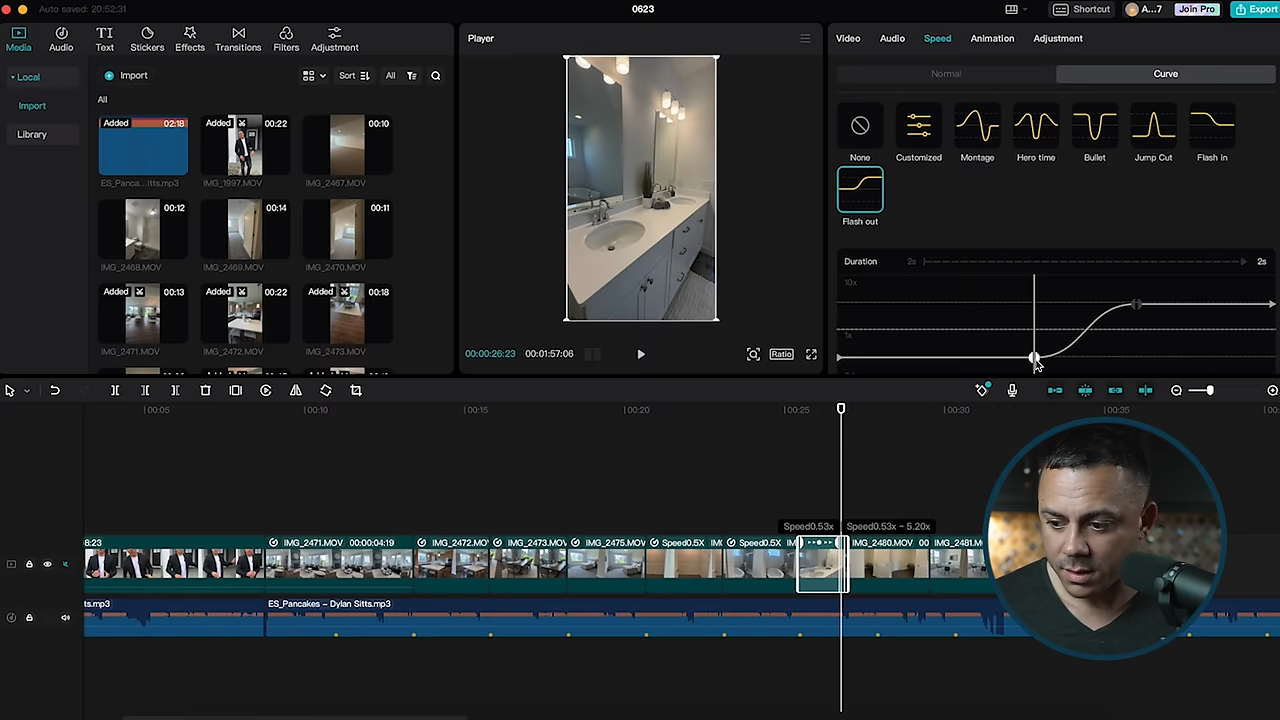 Auto saved: 20:52:31
0623
Shortcut
A...7
Join Pro
Export
Media
Audio
Text
Stickers
Effects
Transitions
Filters
Adjustment
Local
Import
Library
Import
Sort
All
All
Added
02:18
Added
00:22
00:10
ES_Panca...itts.mp3
IMG_1997.MOV
IMG_2467.MOV
00:12
00:14
00:11
IMG_2468.MOV
IMG_2469.MOV
IMG_2470.MOV
Added
00:13
Added
00:22
Added
00:18
IMG_2471.MOV
IMG_2472.MOV
IMG_2473.MOV
Player
00:00:26:23
00:01:57:06
Ratio
Video
Audio
Speed
Animation
Adjustment
Normal
Curve
None
Customized
Montage
Hero time
Bullet
Jump Cut
Flash in
Flash out
Duration
2s
2s
10x
1x
00:05
00:10
00:15
00:20
00:25
00:30
00:35
Speed0.53x
Speed0.53x ~ 5.20x
8:23
IMG_2471.MOV 00:00:04:19
IMG_2472.MO
IMG_2473.MOV
IMG_2475.MOV
Speed0.5X
IMG
Speed0.5X
IMG_2480.MOV 00
IMG_2481.M
ts.mp3
ES_Pancakes – Dylan Sitts.mp3